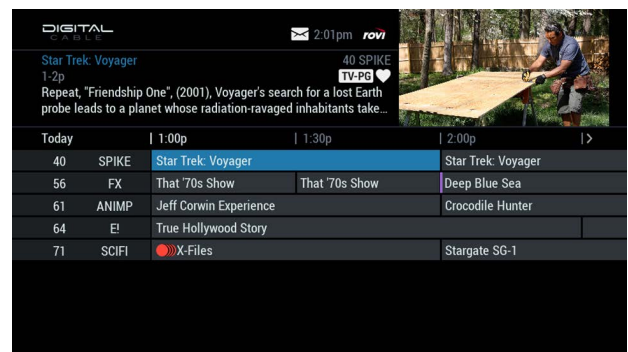 DIGITAL
CABLE
2:01pm rovi
Star Trek: Voyager 40 SPIKE
1-2p TV-PG
Repeat, "Friendship One", (2001), Voyager's search for a lost Earth
probe leads to a planet whose radiation-ravaged inhabitants take...
Today | 1:00p | 1:30p | 2:00p | >
40 SPIKE Star Trek: Voyager Star Trek: Voyager
56 FX That '70s Show That '70s Show Deep Blue Sea
61 ANIMP Jeff Corwin Experience Crocodile Hunter
64 E! True Hollywood Story
71 SCIFI X-Files Stargate SG-1